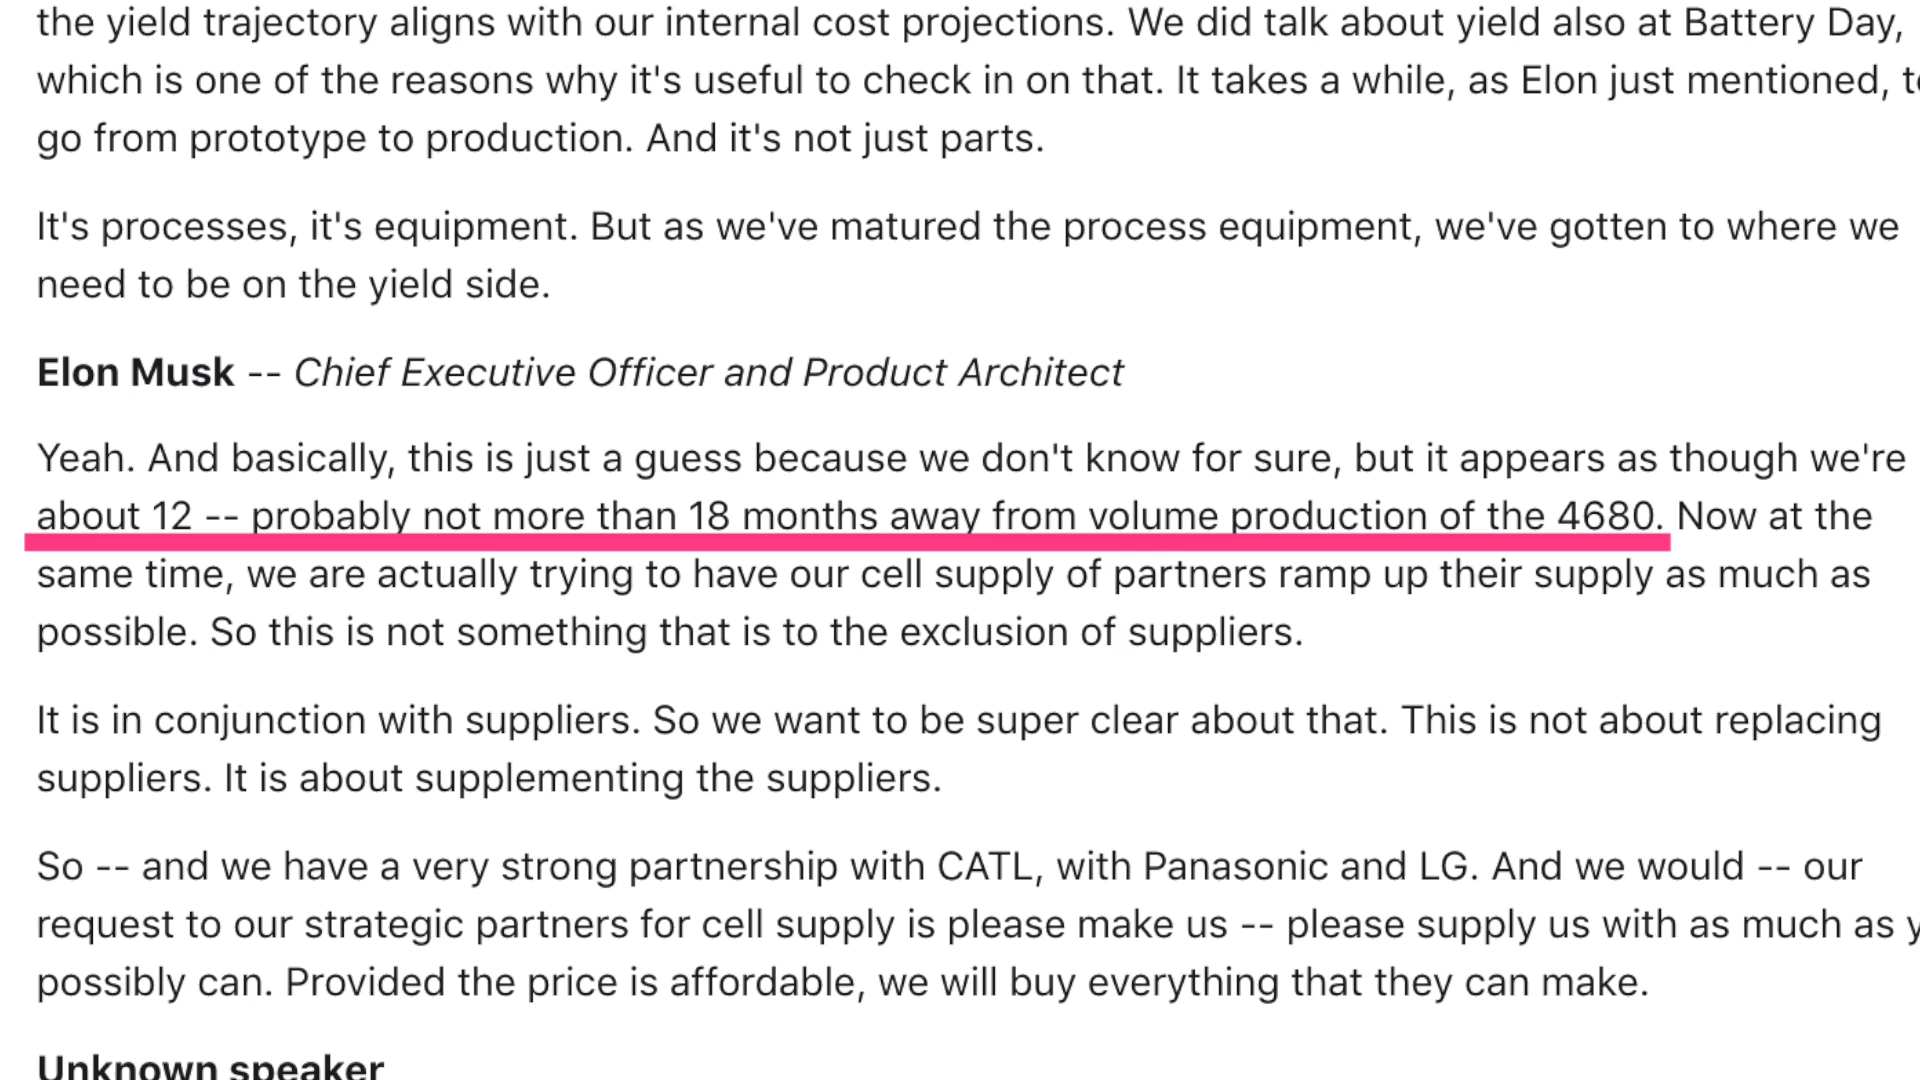 the yield trajectory aligns with our internal cost projections. We did talk about yield also at Battery Day,
which is one of the reasons why it's useful to check in on that. It takes a while, as Elon just mentioned,
go from prototype to production. And it's not just parts.
It's processes, it's equipment. But as we've matured the process equipment, we've gotten to where we
need to be on the yield side.
Elon Musk -- Chief Executive Officer and Product Architect
Yeah. And basically, this is just a guess because we don't know for sure, but it appears as though we're
about 12 -- probably not more than 18 months away from volume production of the 4680. Now at the
same time, we are actually trying to have our cell supply of partners ramp up their supply as much as
possible. So this is not something that is to the exclusion of suppliers.
It is in conjunction with suppliers. So we want to be super clear about that. This is not about replacing
suppliers. It is about supplementing the suppliers.
So -- and we have a very strong partnership with CATL, with Panasonic and LG. And we would -- our
request to our strategic partners for cell supply is please make us -- please supply us with as much as
possibly can. Provided the price is affordable, we will buy everything that they can make.
Unknown speaker